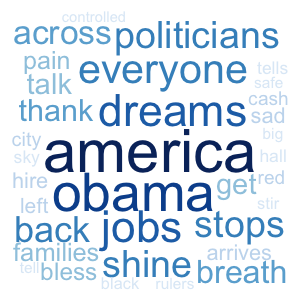 controlled
across politicians
pain everyone tells
talk safe
thank dreams cash
sad
city big
sky america hall
hire obama get red
left stir
back jobs stops
families arrives
tell bless shine breath
black rulers